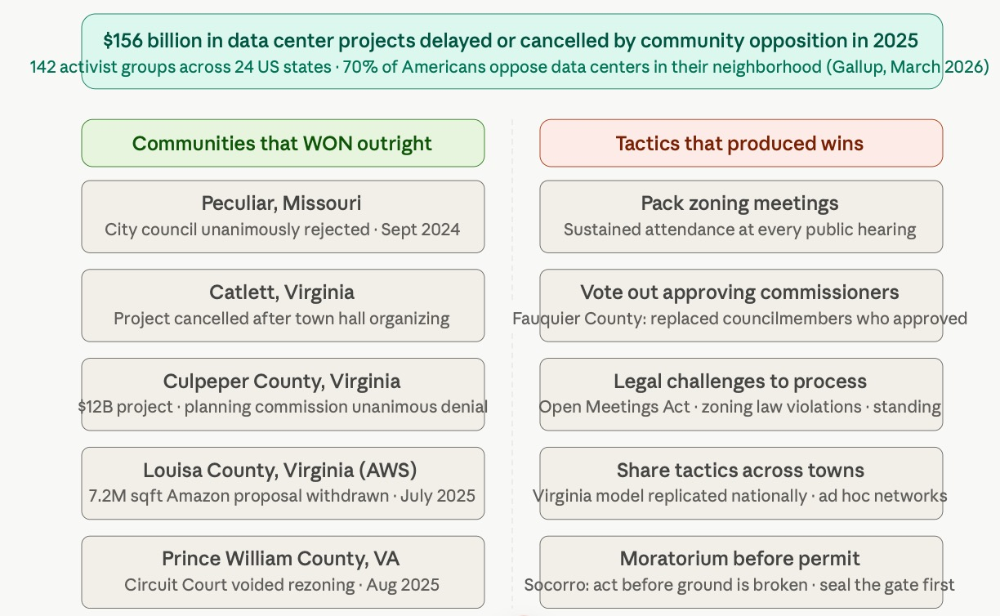 $156 billion in data center projects delayed or cancelled by community opposition in 2025
142 activist groups across 24 US states · 70% of Americans oppose data centers in their neighborhood (Gallup, March 2026)
Communities that WON outright
Peculiar, Missouri
City council unanimously rejected · Sept 2024
Catlett, Virginia
Project cancelled after town hall organizing
Culpeper County, Virginia
$12B project · planning commission unanimous denial
Louisa County, Virginia (AWS)
7.2M sqft Amazon proposal withdrawn · July 2025
Prince William County, VA
Circuit Court voided rezoning · Aug 2025
Tactics that produced wins
Pack zoning meetings
Sustained attendance at every public hearing
Vote out approving commissioners
Fauquier County: replaced councilmembers who approved
Legal challenges to process
Open Meetings Act · zoning law violations · standing
Share tactics across towns
Virginia model replicated nationally · ad hoc networks
Moratorium before permit
Socorro: act before ground is broken · seal the gate first